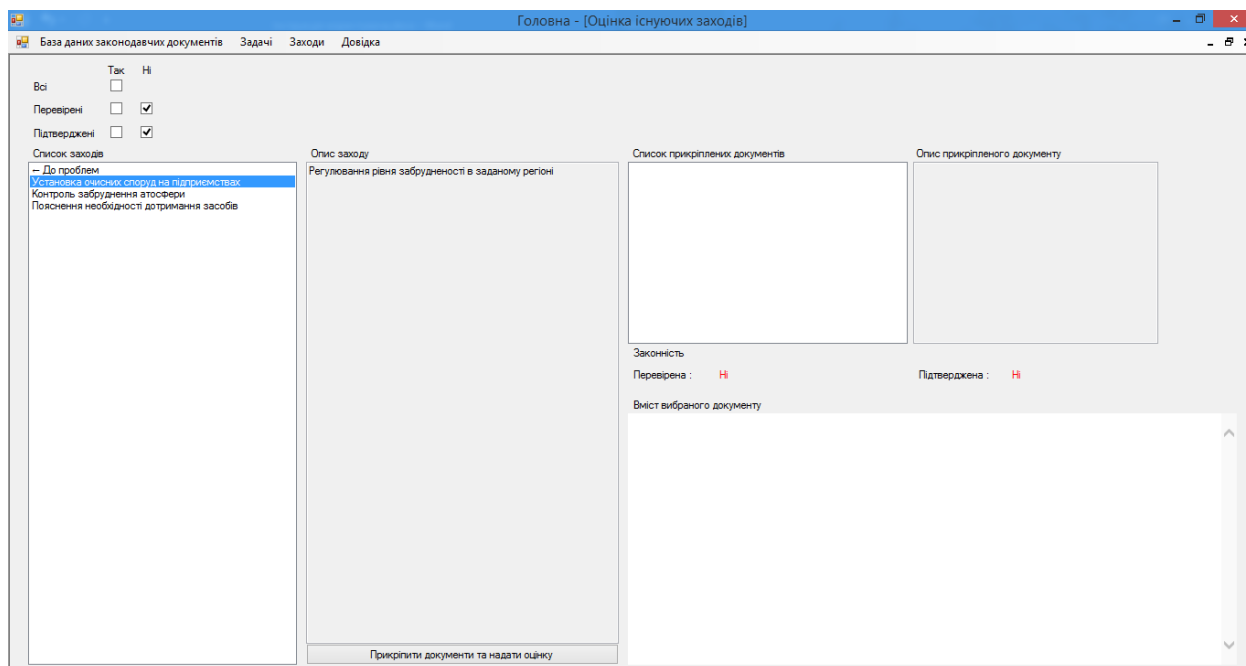 Головна - [Оцінка існуючих заходів]
База даних законодавчих документів Задачі Заходи Довідка
Так Ні
Всі
Перевірені
Підтверджені
Список заходів
← До проблем
Установка очисних споруд на підприємствах
Контроль забруднення атосфери
Пояснення необхідності дотримання засобів
Опис заходу
Регулювання рівня забрудненості в заданому регіоні
Прикріпити документи та надати оцінку
Список прикріплених документів
Опис прикріпленого документу
Законність
Перевірена : Ні
Підтверджена : Ні
Вміст вибраного документу